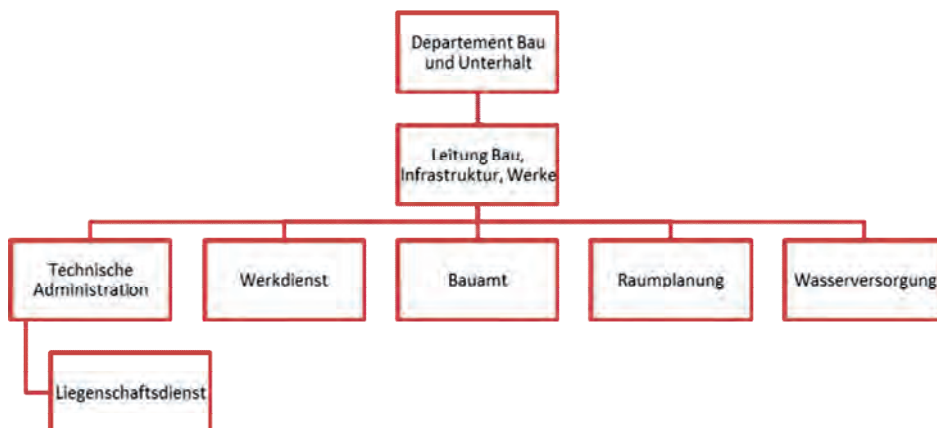 Departement Bau
und Unterhalt
Leitung Bau,
Infrastruktur, Werke
Technische
Administration
Werkdienst
Bauamt
Raumplanung
Wasserversorgung
Liegenschaftsdienst